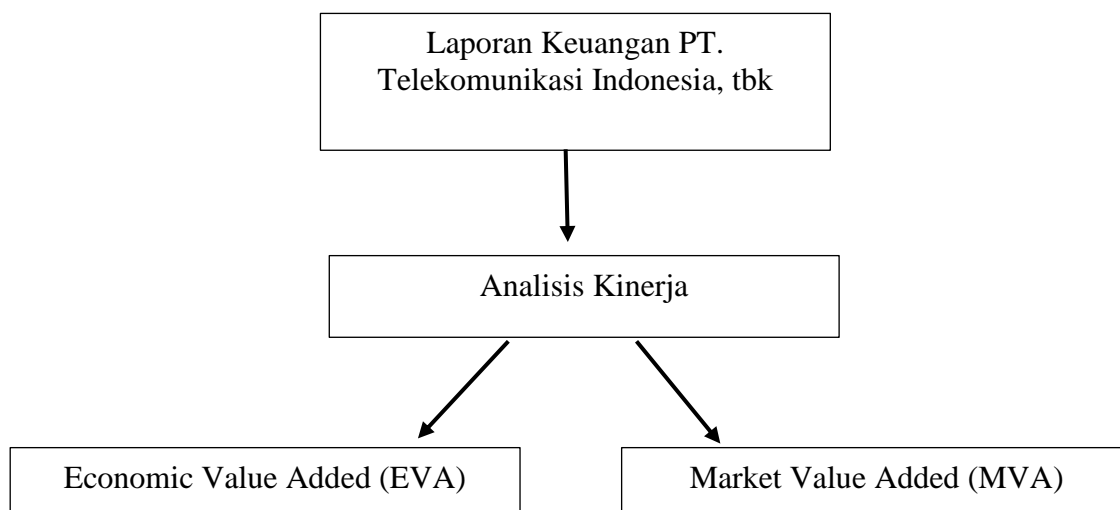 Laporan Keuangan PT.
Telekomunikasi Indonesia, tbk
Analisis Kinerja
Economic Value Added (EVA)
Market Value Added (MVA)